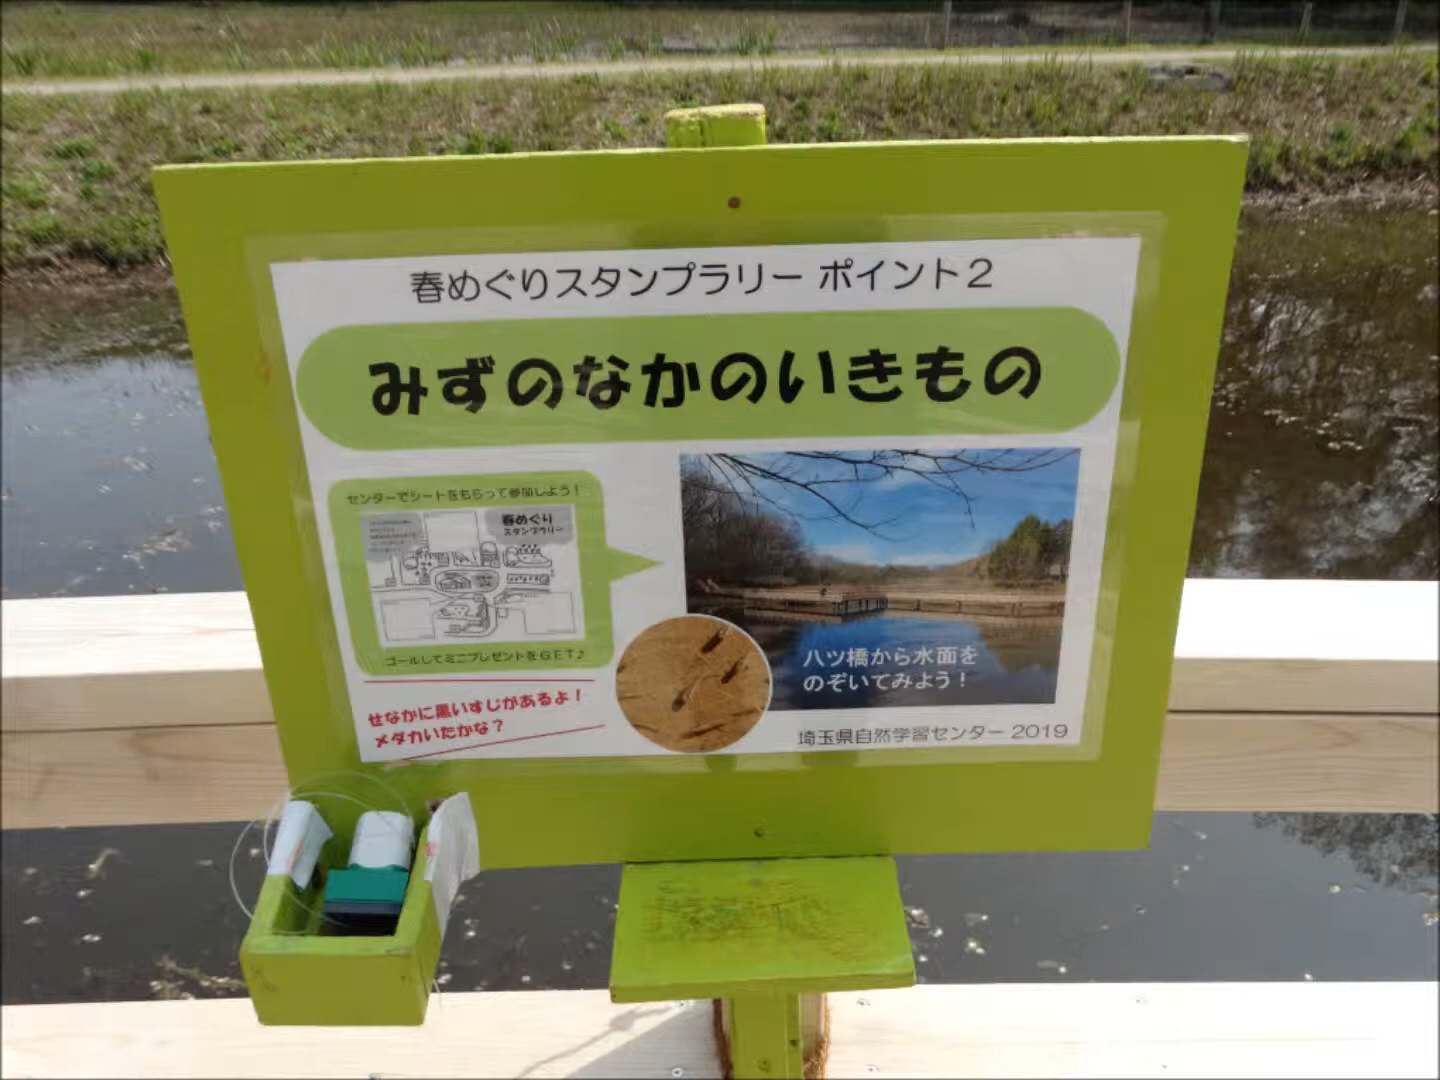 春めぐりスタンプラリー ポイント2
みずのなかのいきもの
センターでシートをもらって参加しよう!
春めぐり
スタンプラリー
ゴールしてミニプレゼントをGET♪
せなかに黒いすじがあるよ!
メダカいたかな?
八ツ橋から水面を
のぞいてみよう!
埼玉県自然学習センター 2019